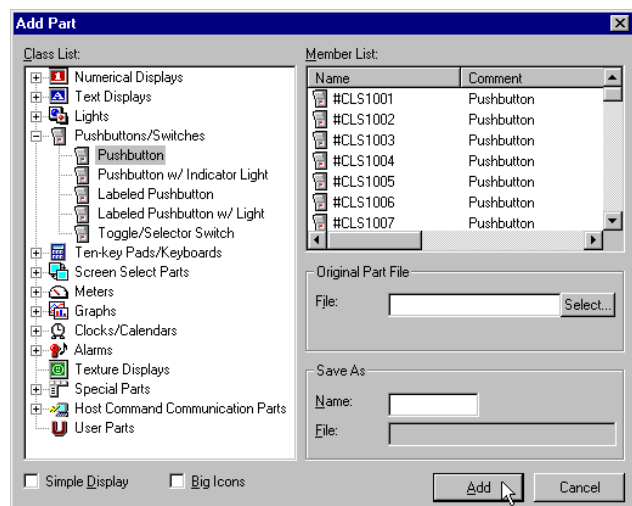 Add Part
Class List:
Numerical Displays
Text Displays
Lights
Pushbuttons/Switches
Pushbutton
Pushbutton w/ Indicator Light
Labeled Pushbutton
Labeled Pushbutton w/ Light
Toggle/Selector Switch
Ten-key Pads/Keyboards
Screen Select Parts
Meters
Graphs
Clocks/Calendars
Alarms
Texture Displays
Special Parts
Host Command Communication Parts
User Parts
Simple Display
Big Icons
Member List:
Name Comment
#CLS1001 Pushbutton
#CLS1002 Pushbutton
#CLS1003 Pushbutton
#CLS1004 Pushbutton
#CLS1005 Pushbutton
#CLS1006 Pushbutton
#CLS1007 Pushbutton
Original Part File
File: Select...
Save As
Name:
File:
Add Cancel